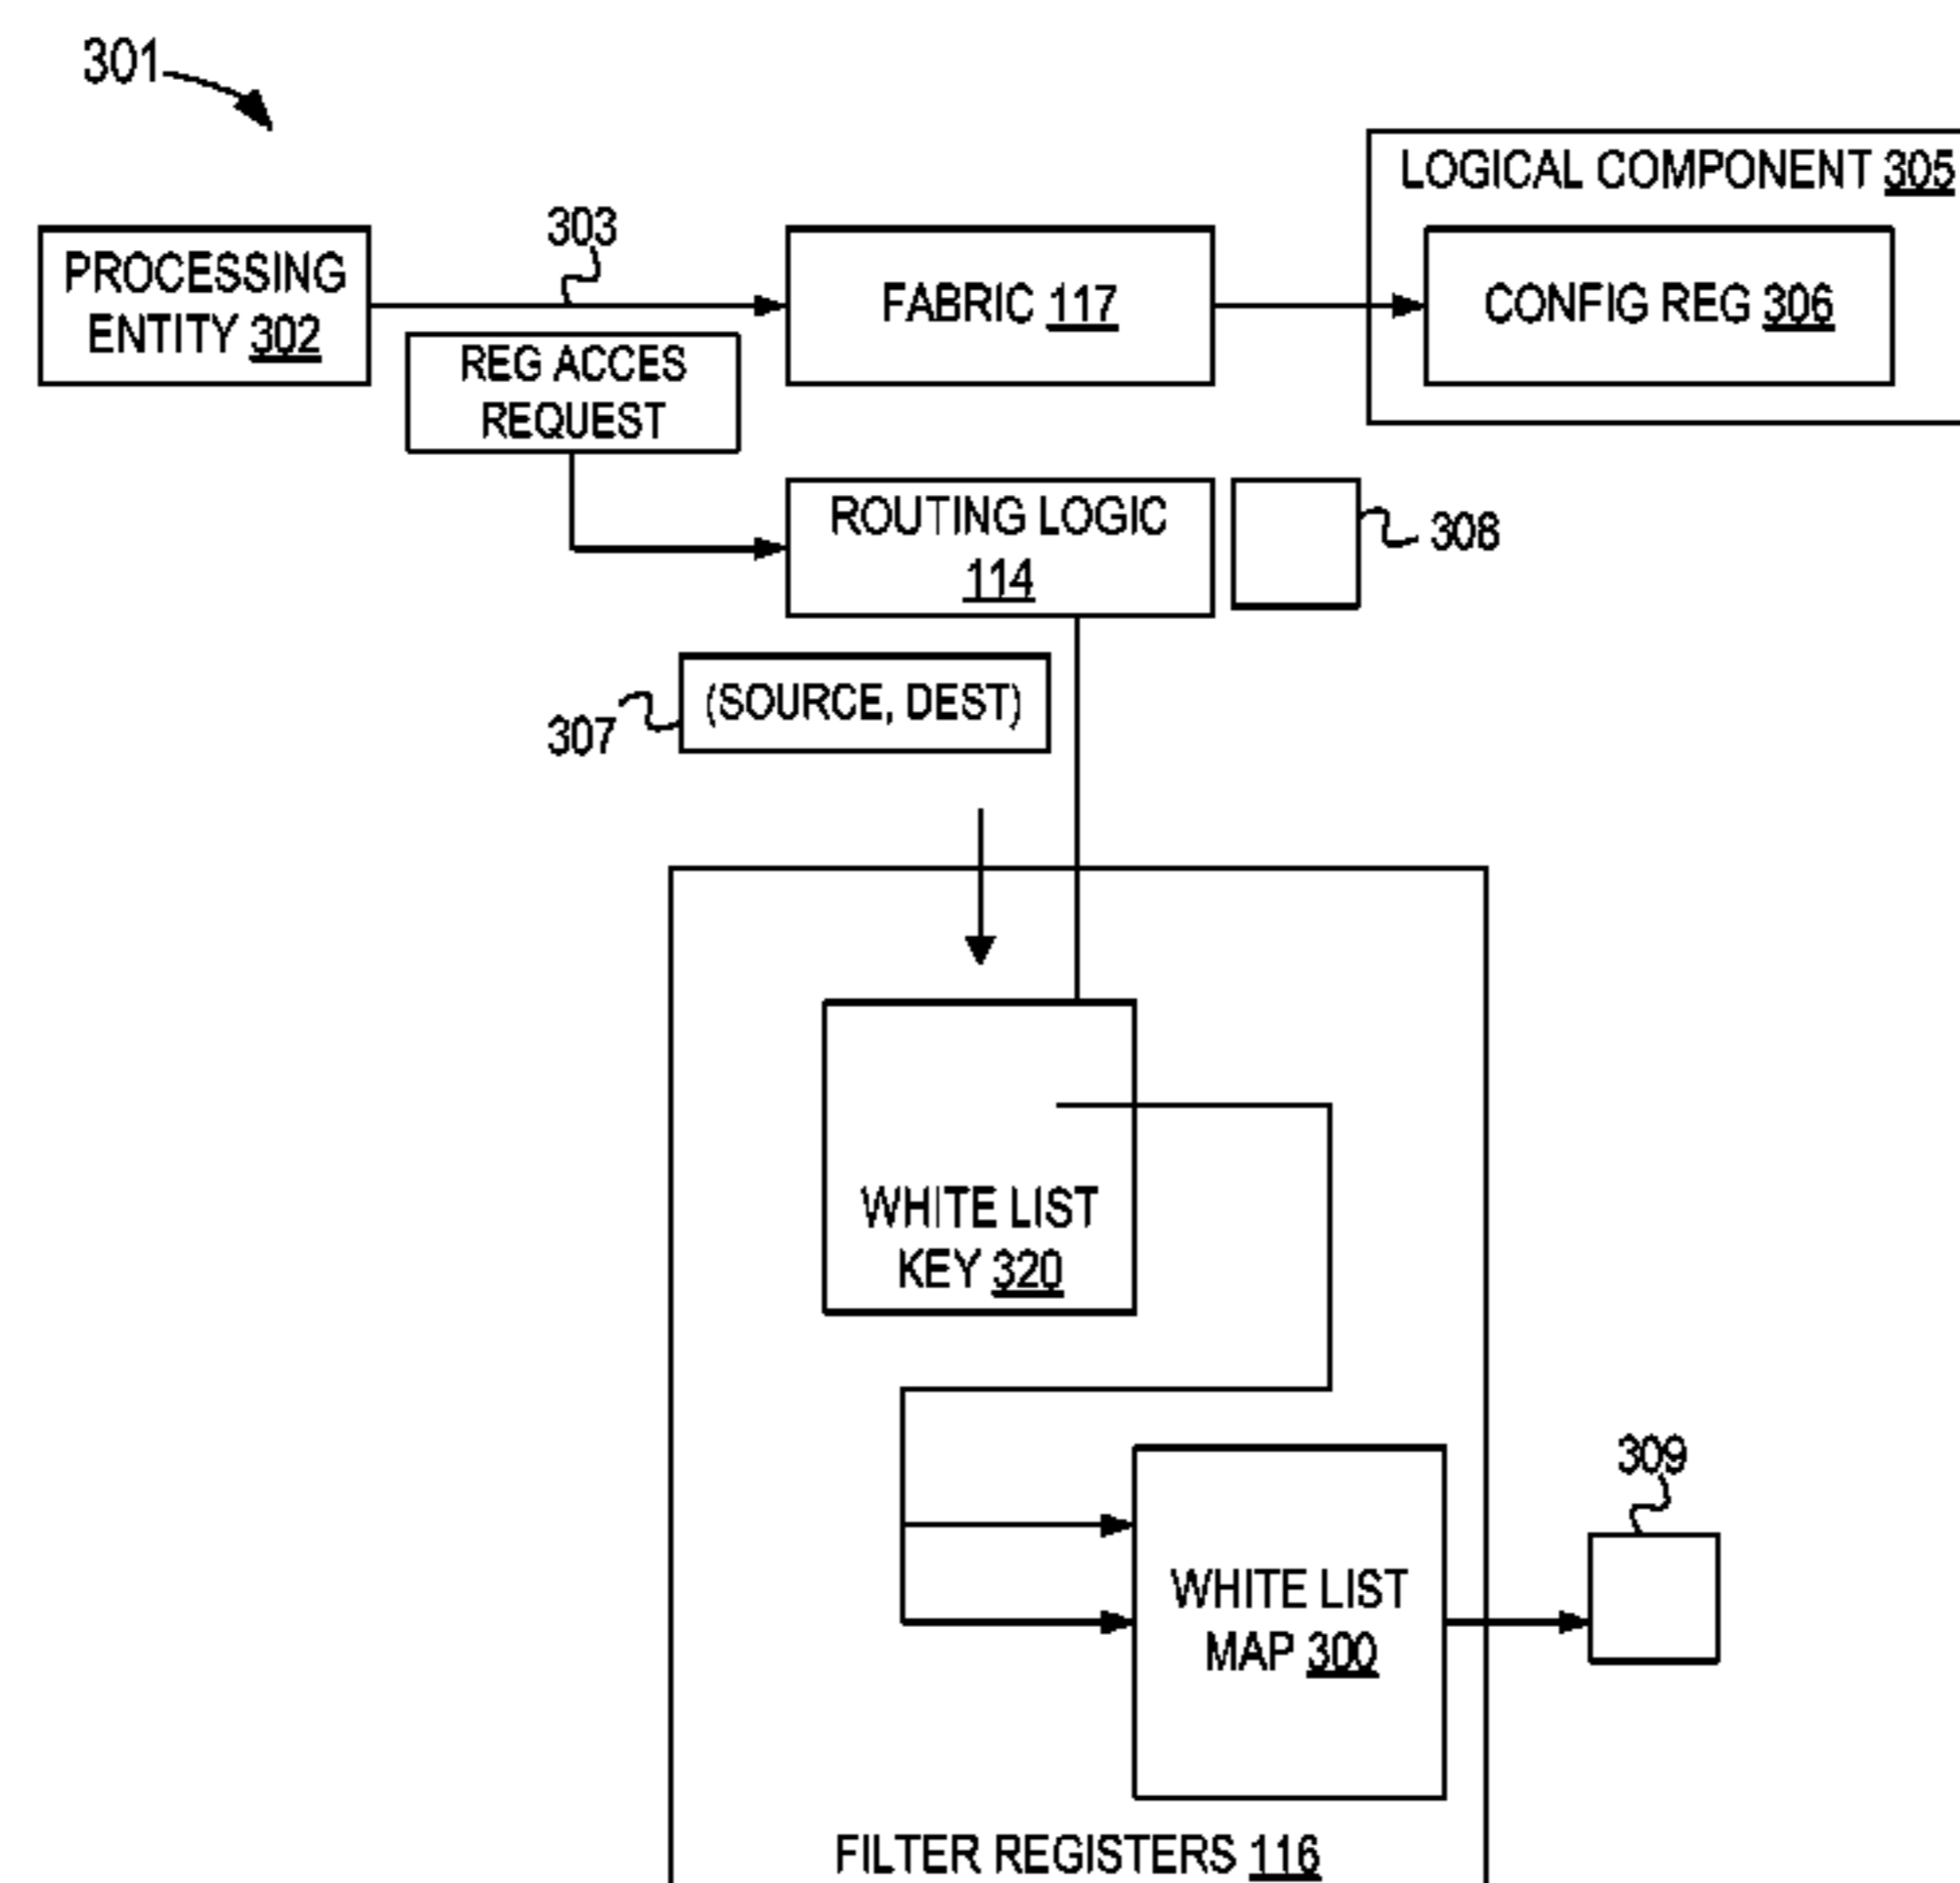 301
LOGICAL COMPONENT 305
303
PROCESSING
ENTITY 302
FABRIC 117
CONFIG REG 306
REG ACCES
REQUEST
ROUTING LOGIC
114
308
(SOURCE, DEST)
307
WHITE LIST
KEY 320
309
WHITE LIST
MAP 300
FILTER REGISTERS 116